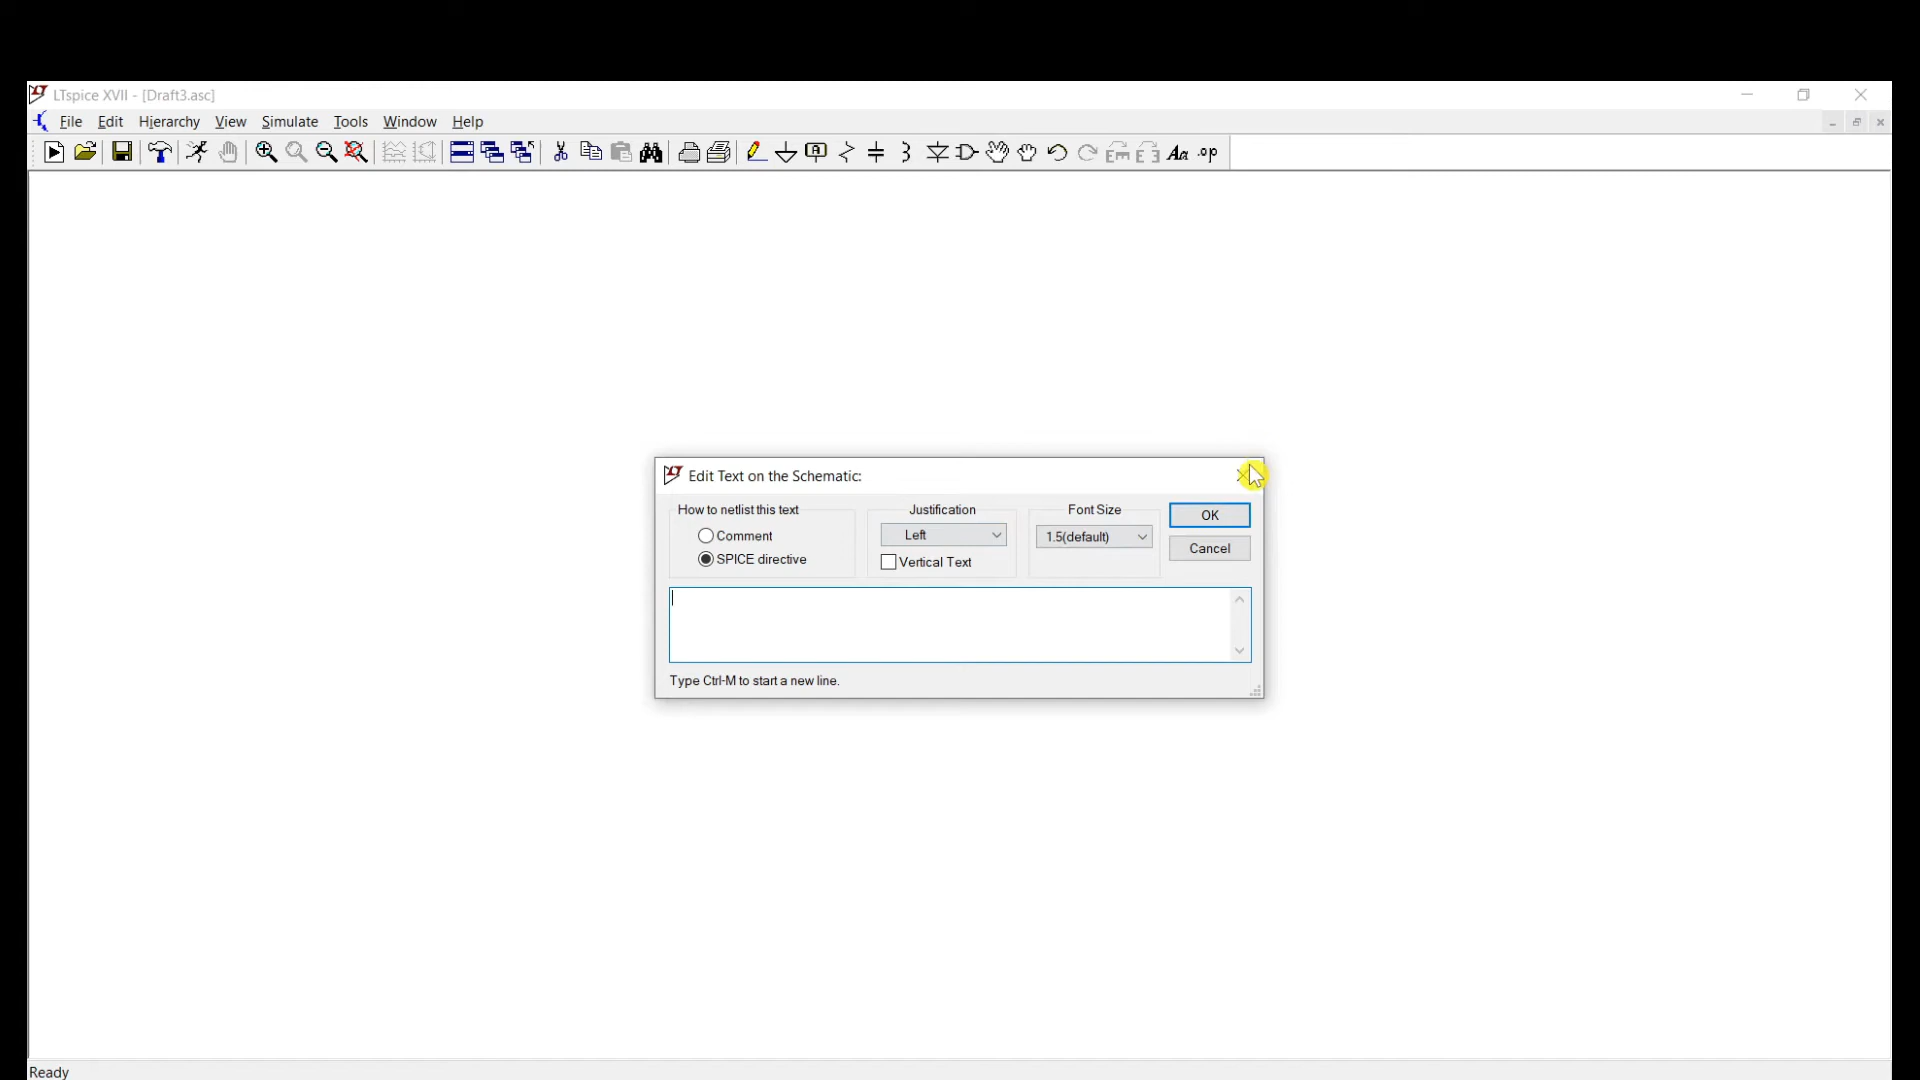 LTspice XVII - [Draft3.asc]
File Edit Hierarchy View Simulate Tools Window Help
Aa .op
Edit Text on the Schematic:
How to netlist this text Justification Font Size
Comment Left 1.5(default) OK
SPICE directive Vertical Text Cancel
Type Ctrl-M to start a new line.
Ready